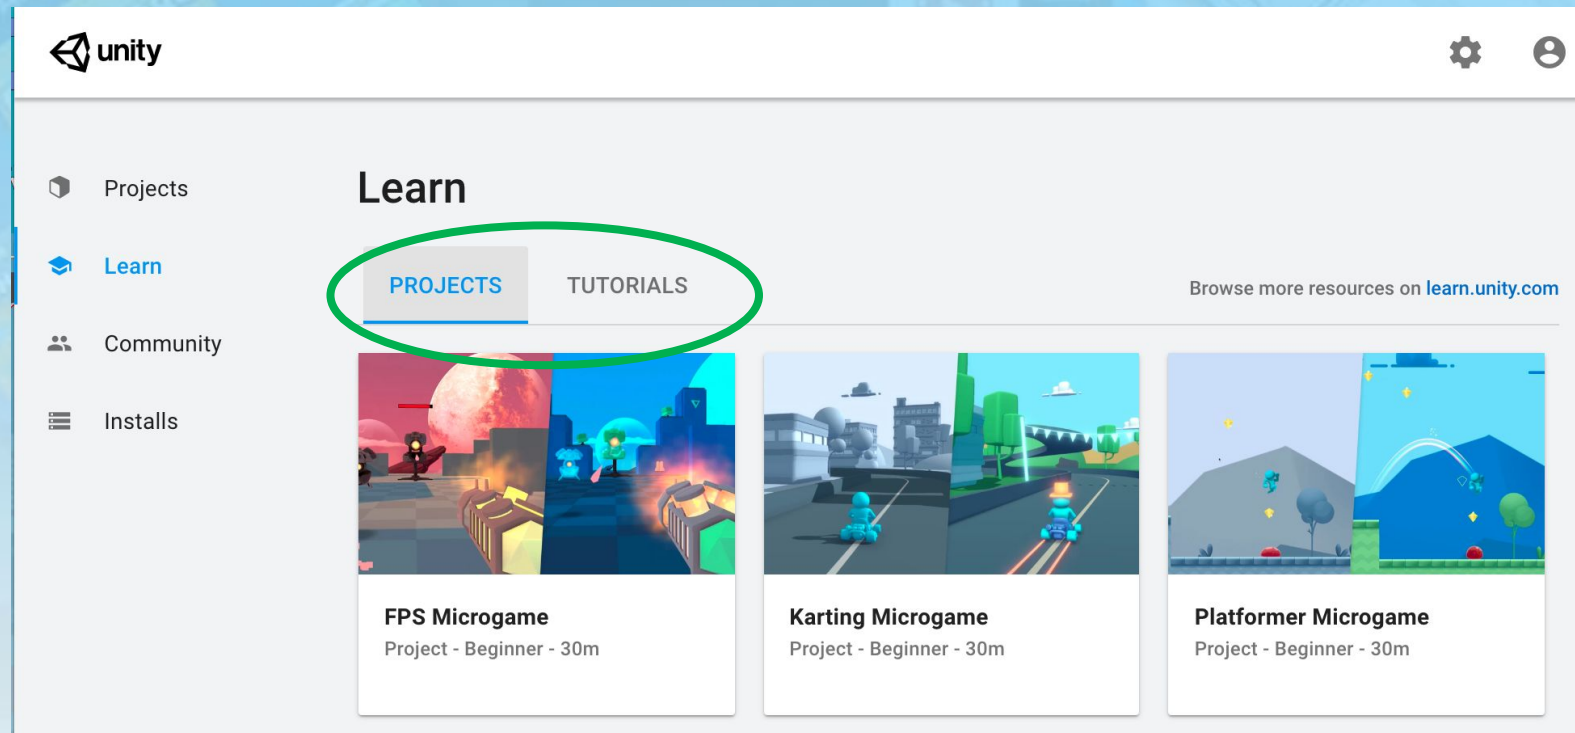 unity
Projects
Learn
Community
Installs
Learn
PROJECTS TUTORIALS
Browse more resources on learn.unity.com
FPS Microgame
Project - Beginner - 30m
Karting Microgame
Project - Beginner - 30m
Platformer Microgame
Project - Beginner - 30m